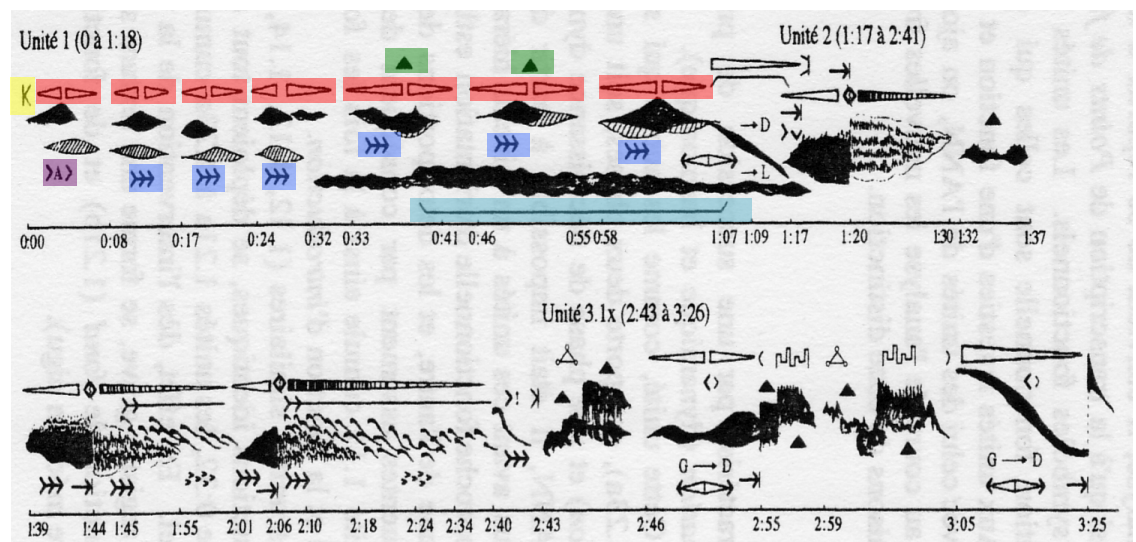 Unité 1 (0 à 1:18)
Unité 2 (1:17 à 2:41)
→D
A
→L
0:00 0:08 0:17 0:24 0:32 0:33 0:41 0:46 0:55 0:58 1:07 1:09 1:17 1:20 1:30 1:32 1:37
Unité 3.1x (2:43 à 3:26)
>!
G → D
G → D
1:39 1:44 1:45 1:55 2:01 2:06 2:10 2:18 2:24 2:34 2:40 2:43 2:46 2:55 2:59 3:05 3:25